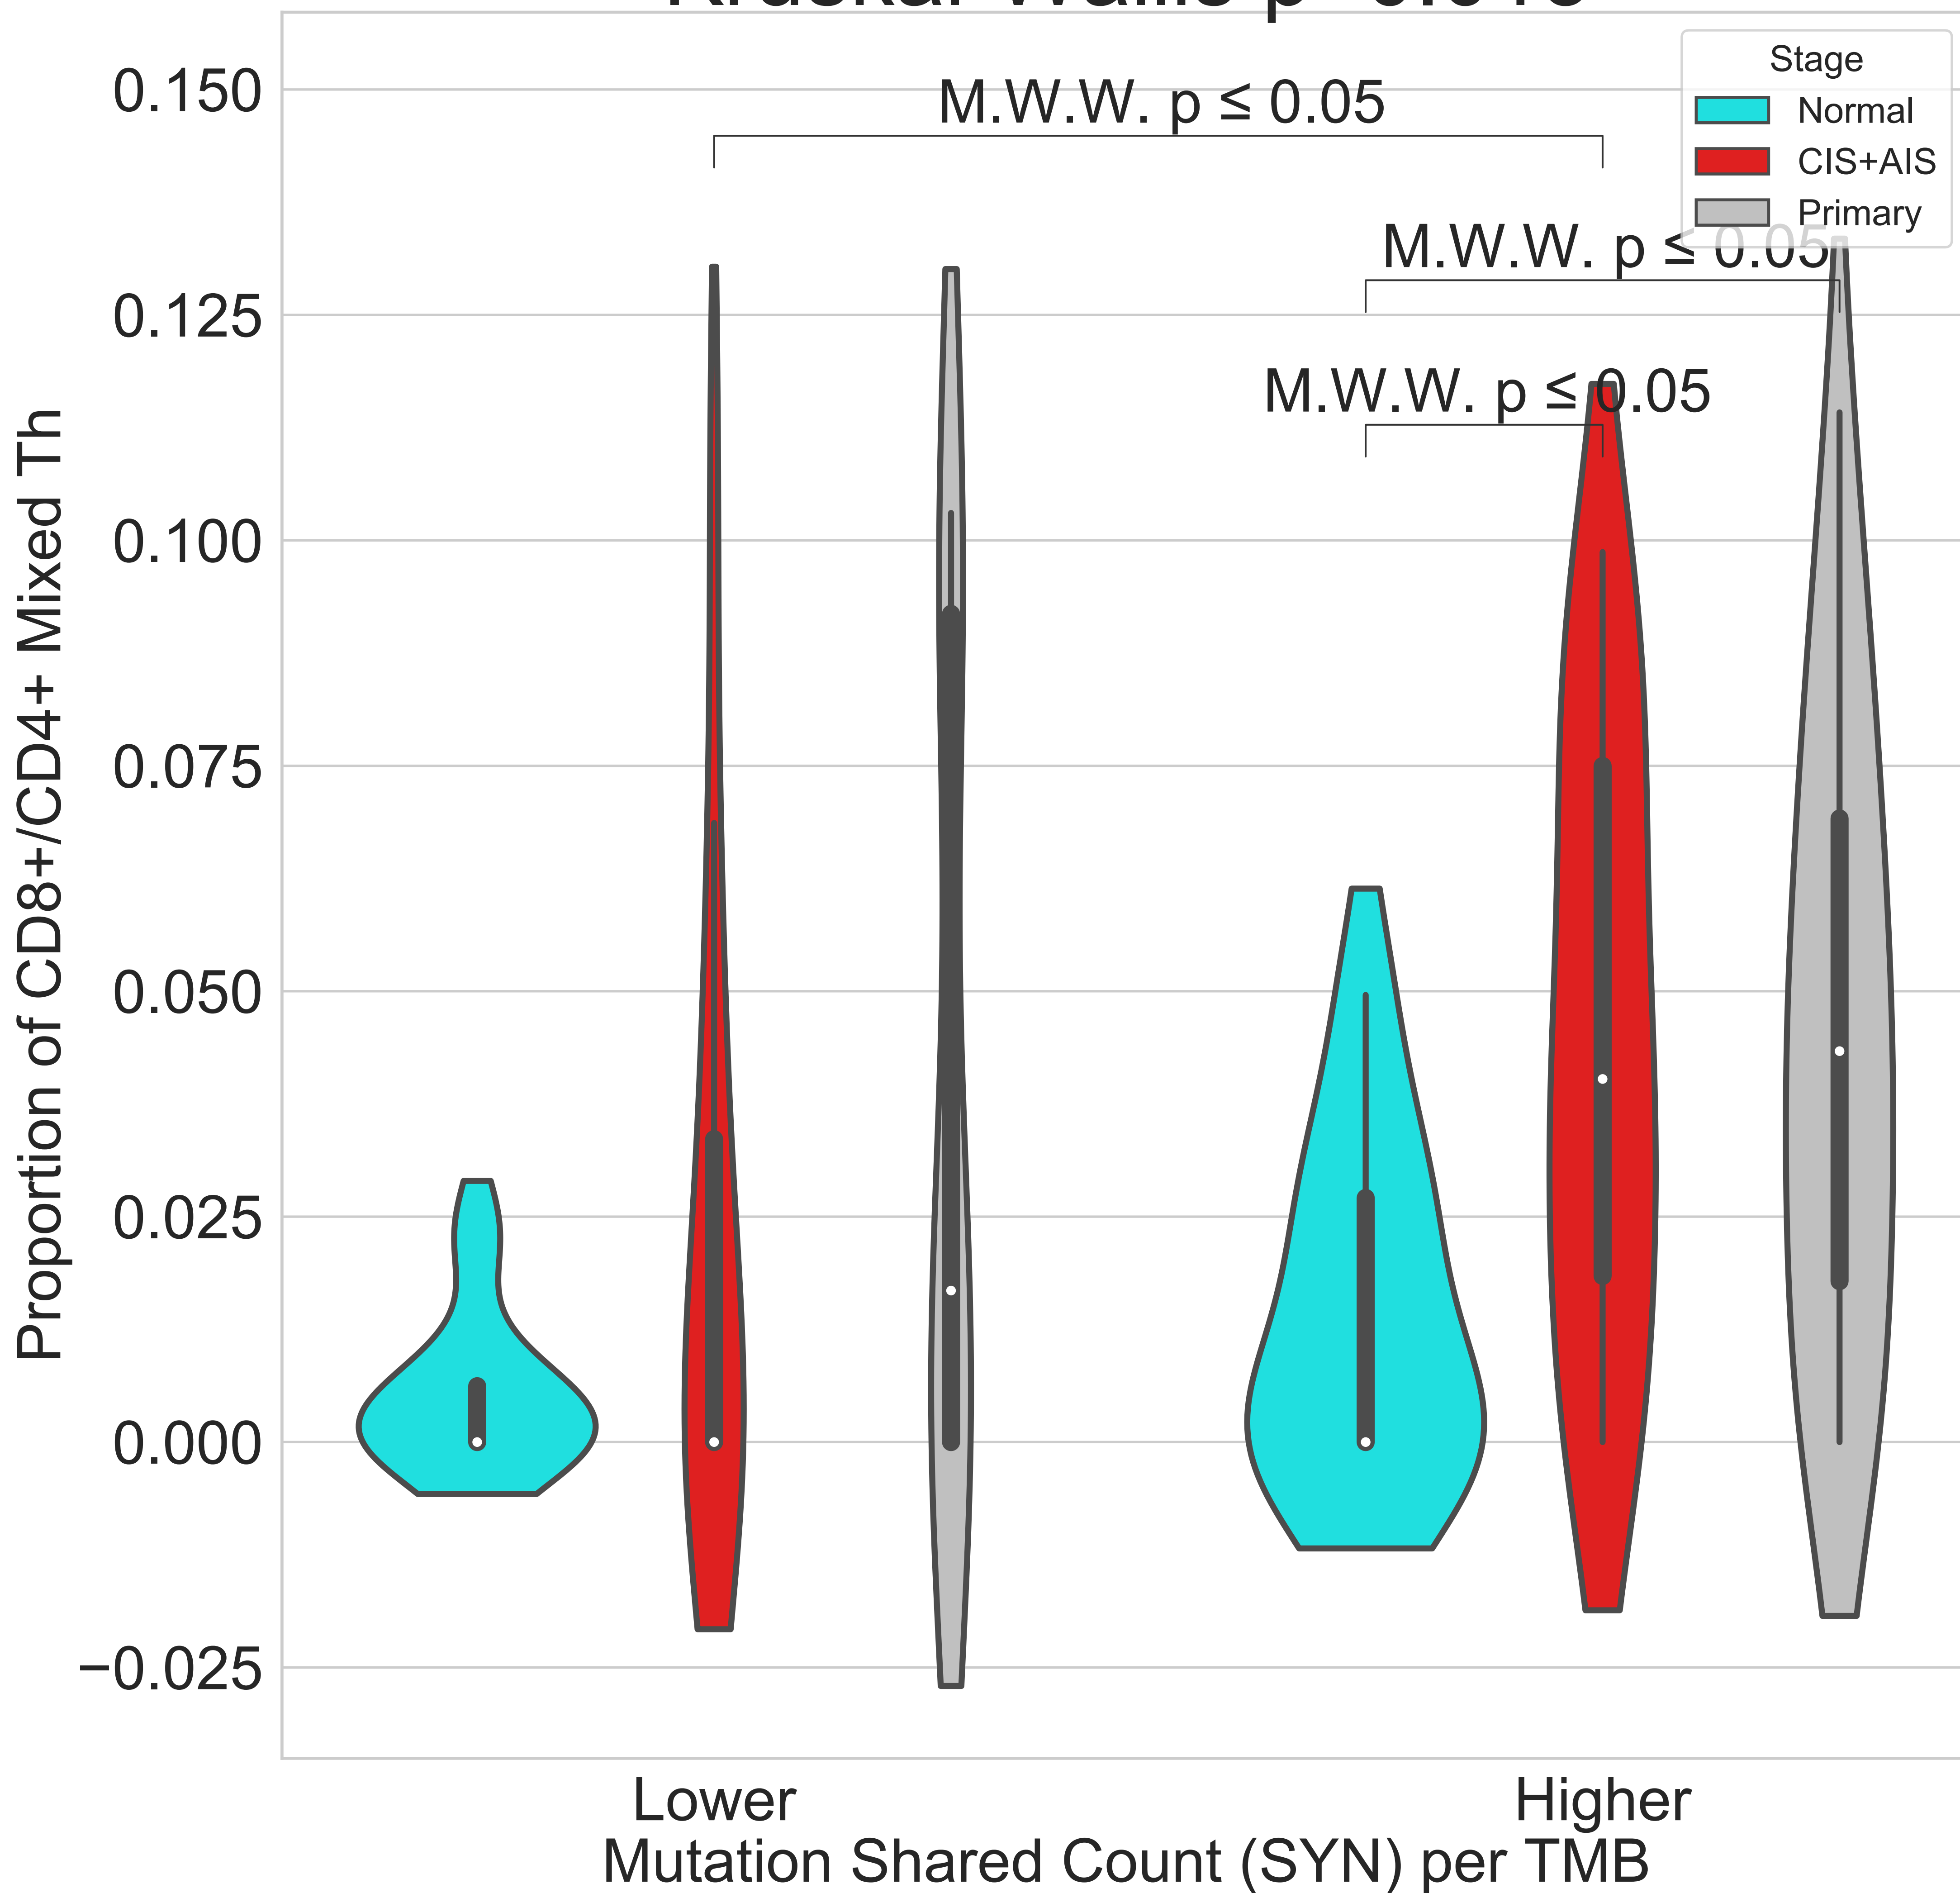 0.150
0.125
0.100
0.075
0.050
0.025
0.000
−0.025
Proportion of CD8+/CD4+ Mixed Th
M.W.W. p ≤ 0.05
M.W.W. p ≤ 0.05
M.W.W. p ≤ 0.05
Stage
Normal
CIS+AIS
Primary
Lower
Higher
Mutation Shared Count (SYN) per TMB